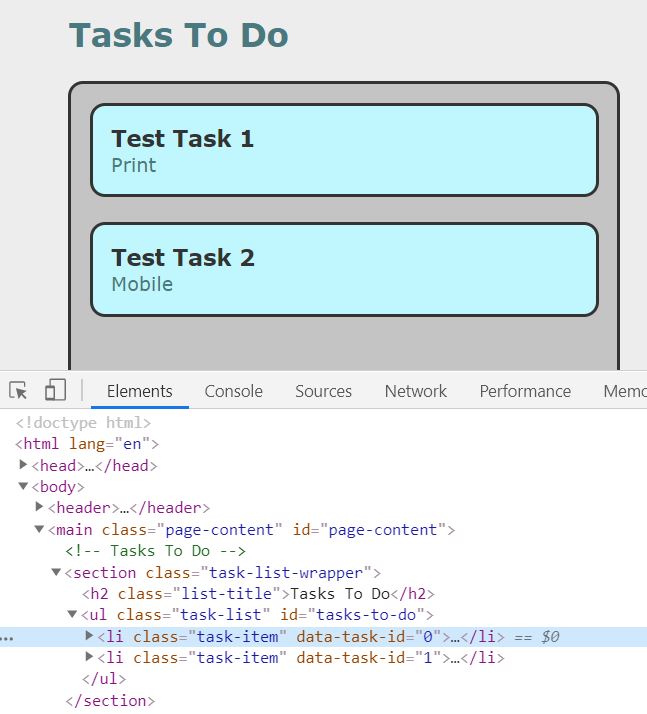 Tasks To Do
Test Task 1
Print
Test Task 2
Mobile
Elements Console Sources Network Performance Memo
<!doctype html>
<html lang="en">
<head>…</head>
<body>
<header>…</header>
<main class="page-content" id="page-content">
<!-- Tasks To Do -->
<section class="task-list-wrapper">
<h2 class="list-title">Tasks To Do</h2>
<ul class="task-list" id="tasks-to-do">
... <li class="task-item" data-task-id="0">…</li> == $0
<li class="task-item" data-task-id="1">…</li>
</ul>
</section>